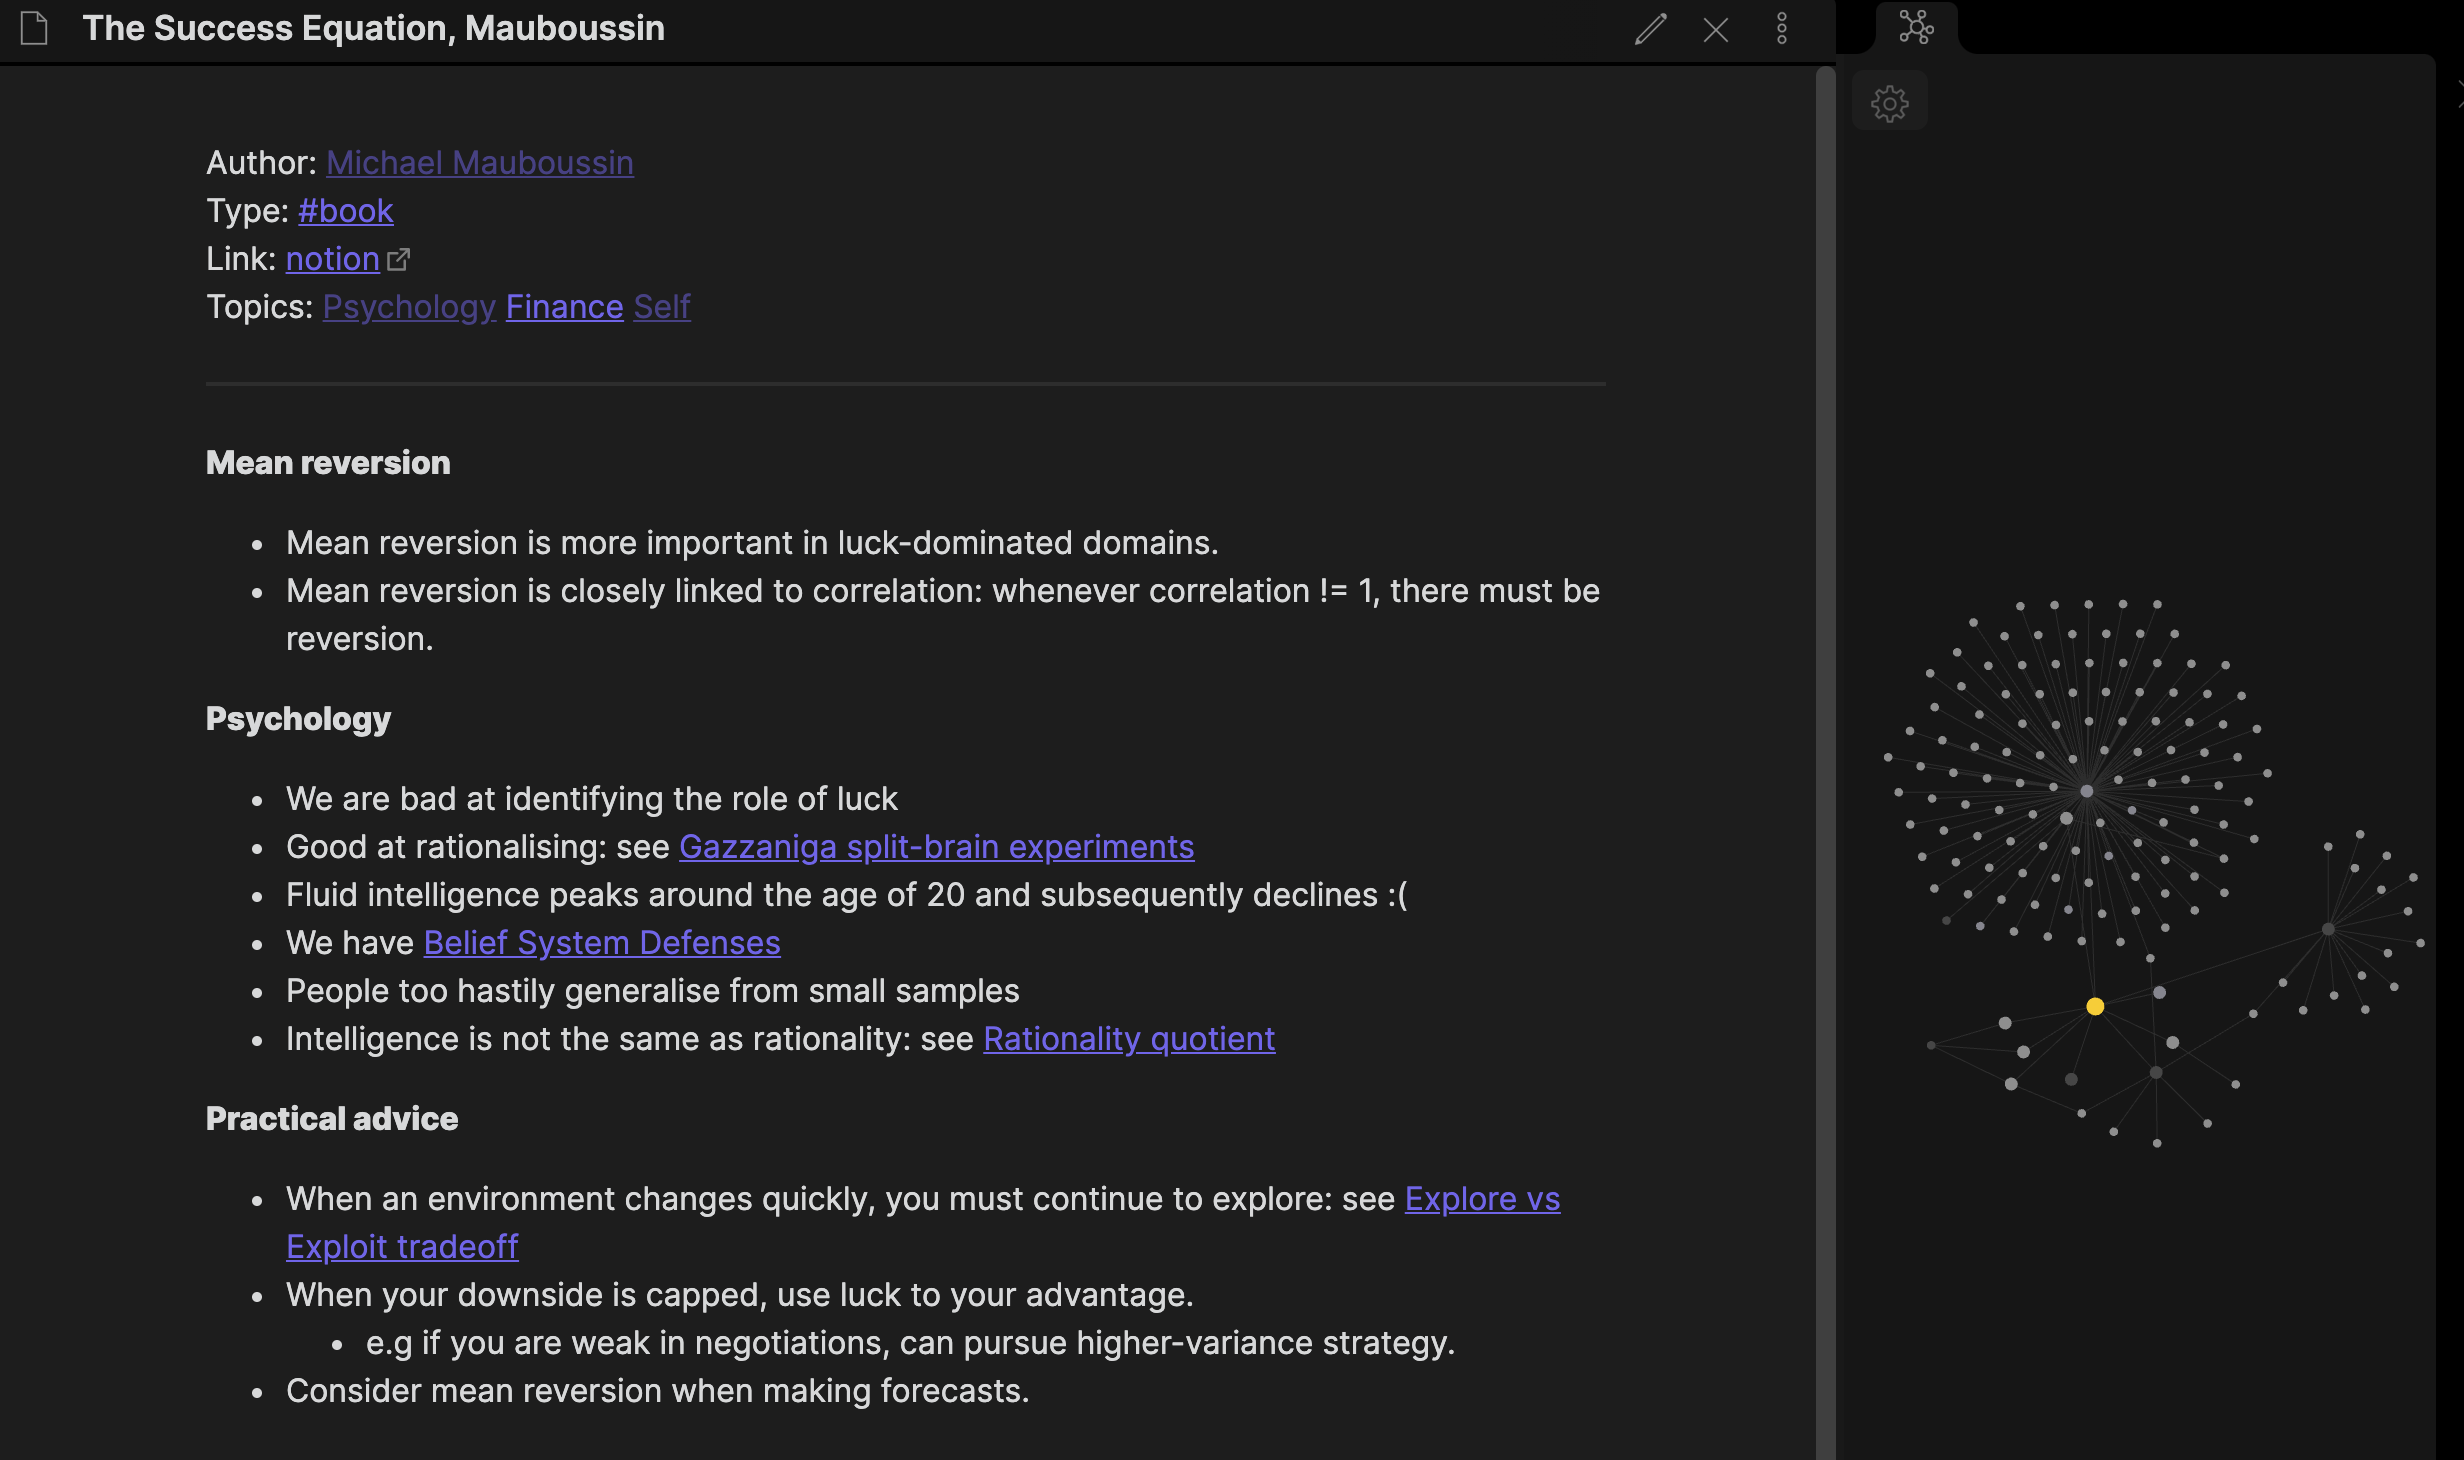 The Success Equation, Mauboussin
Author: Michael Mauboussin
Type: #book
Link: notion
Topics: Psychology Finance Self
Mean reversion
• Mean reversion is more important in luck-dominated domains.
• Mean reversion is closely linked to correlation: whenever correlation != 1, there must be
reversion.
Psychology
• We are bad at identifying the role of luck
• Good at rationalising: see Gazzaniga split-brain experiments
• Fluid intelligence peaks around the age of 20 and subsequently declines :(
• We have Belief System Defenses
• People too hastily generalise from small samples
• Intelligence is not the same as rationality: see Rationality quotient
Practical advice
• When an environment changes quickly, you must continue to explore: see Explore vs
Exploit tradeoff
• When your downside is capped, use luck to your advantage.
• e.g if you are weak in negotiations, can pursue higher-variance strategy.
• Consider mean reversion when making forecasts.